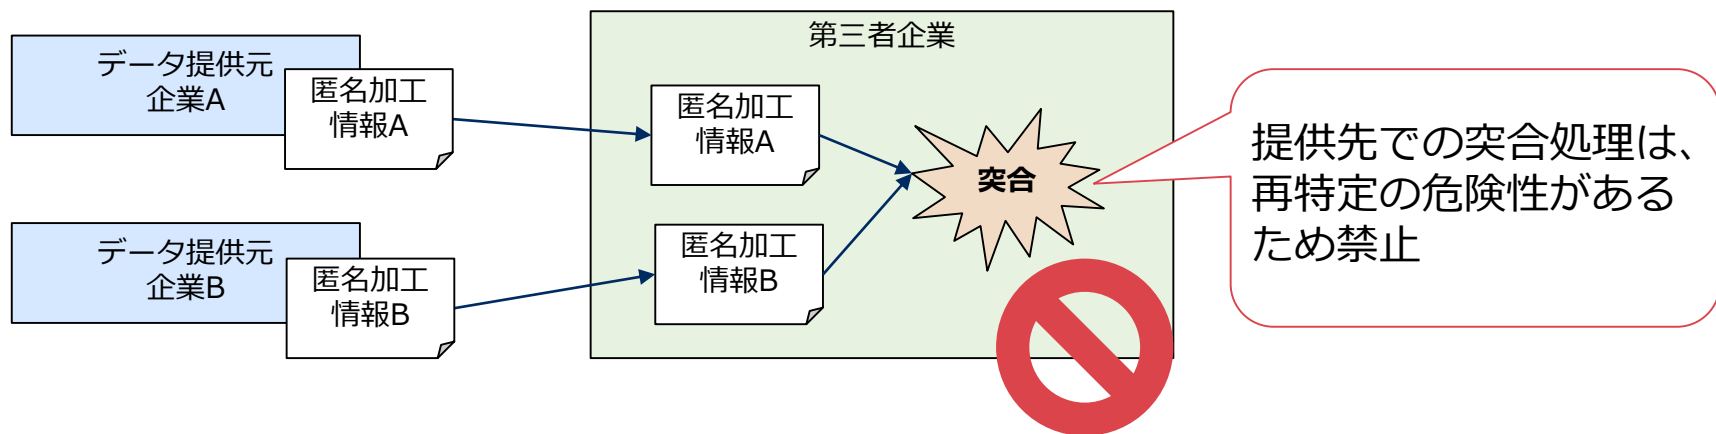 データ提供元
企業A
匿名加工
情報A
データ提供元
企業B
匿名加工
情報B
第三者企業
匿名加工
情報A
匿名加工
情報B
突合
提供先での突合処理は、
再特定の危険性がある
ため禁止